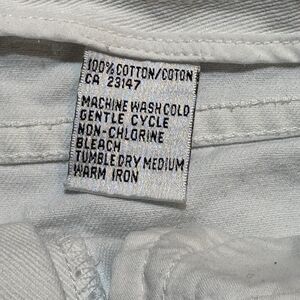 100% COTTON/COTON
CA 23147
MACHINE WASH COLD
GENTLE CYCLE
NON-CHLORINE
BLEACH
TUMBLE DRY MEDIUM
WARM IRON